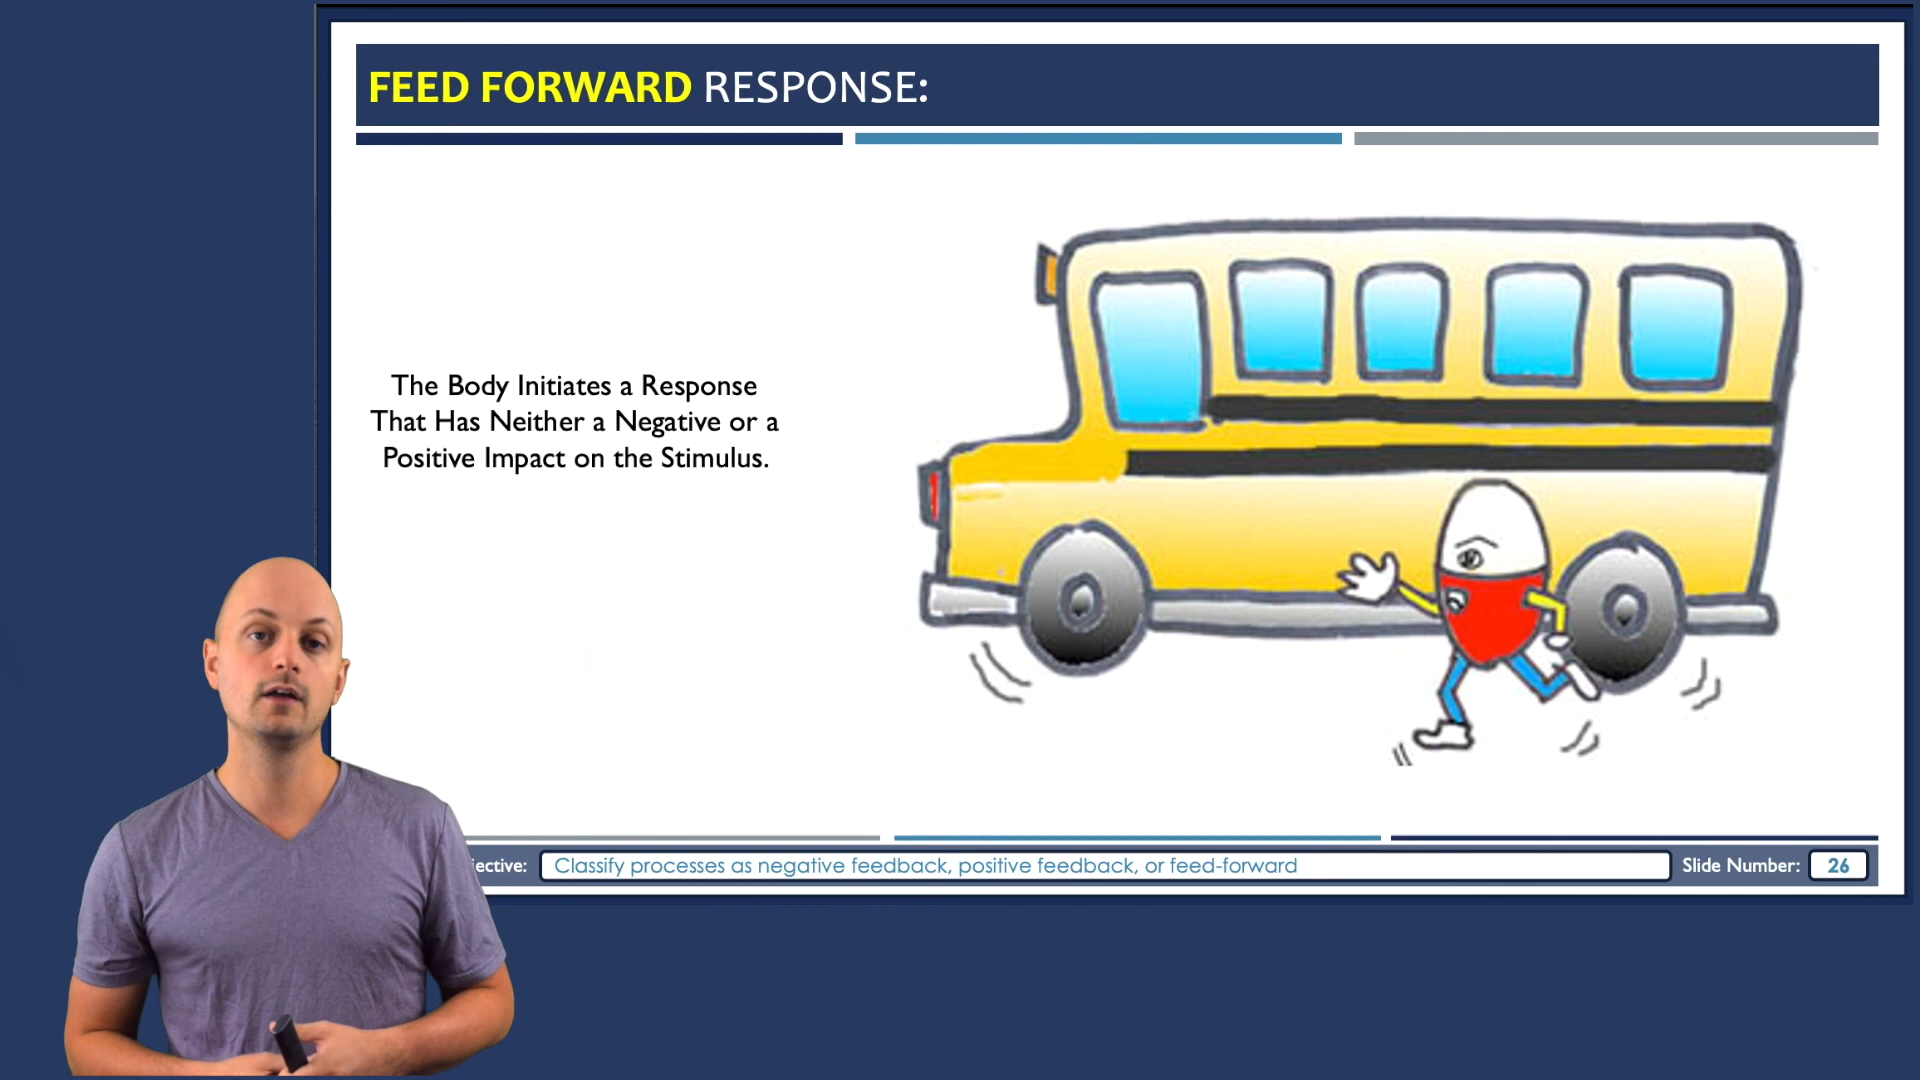 FEED FORWARD RESPONSE:
The Body Initiates a Response
That Has Neither a Negative or a
Positive Impact on the Stimulus.
Classify processes as negative feedback, positive feedback, or feed-forward
Slide Number: 26